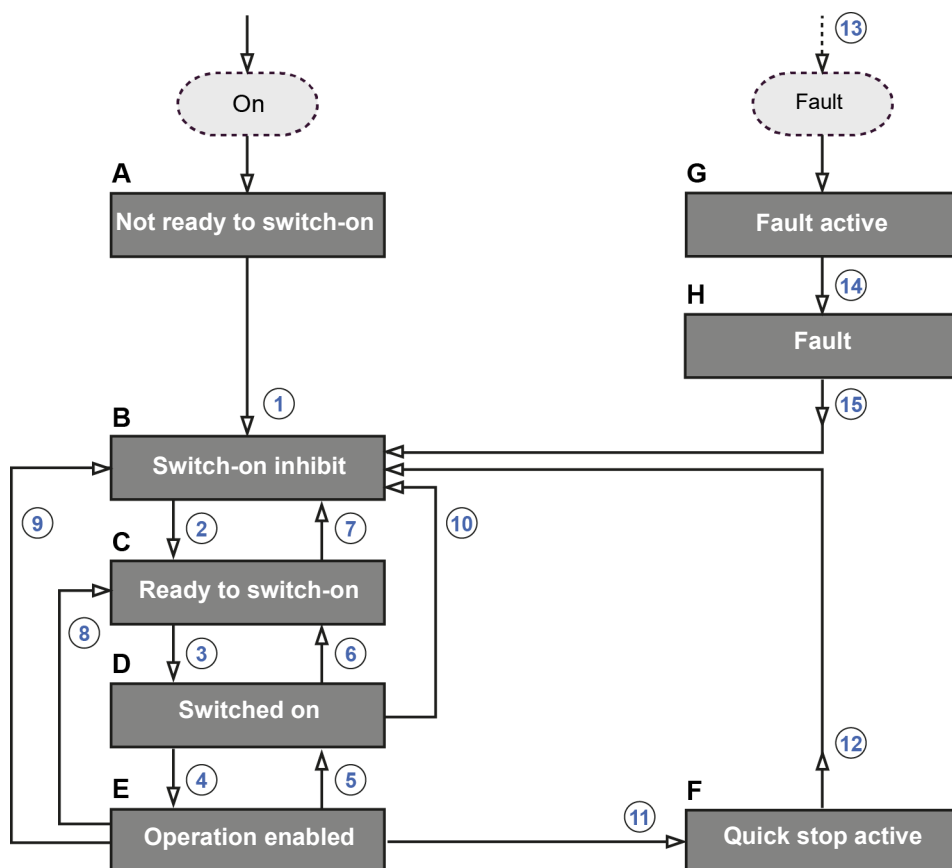 13
On
Fault
A
Not ready to switch-on
G
Fault active
14
H
Fault
1
15
B
Switch-on inhibit
9
2
7
10
C
Ready to switch-on
8
3
6
D
Switched on
12
4
5
E
Operation enabled
11
F
Quick stop active